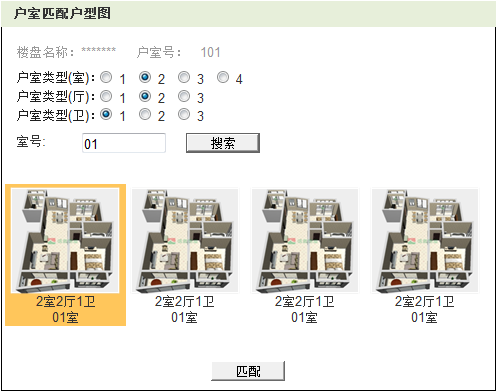 户室匹配户型图
楼盘名称：******* 户室号： 101
户室类型(室)： 1 2 3 4
户室类型(厅)： 1 2 3
户室类型(卫)： 1 2 3
室号: 01 搜索
2室2厅1卫 2室2厅1卫 2室2厅1卫 2室2厅1卫
01室 01室 01室 01室
匹配